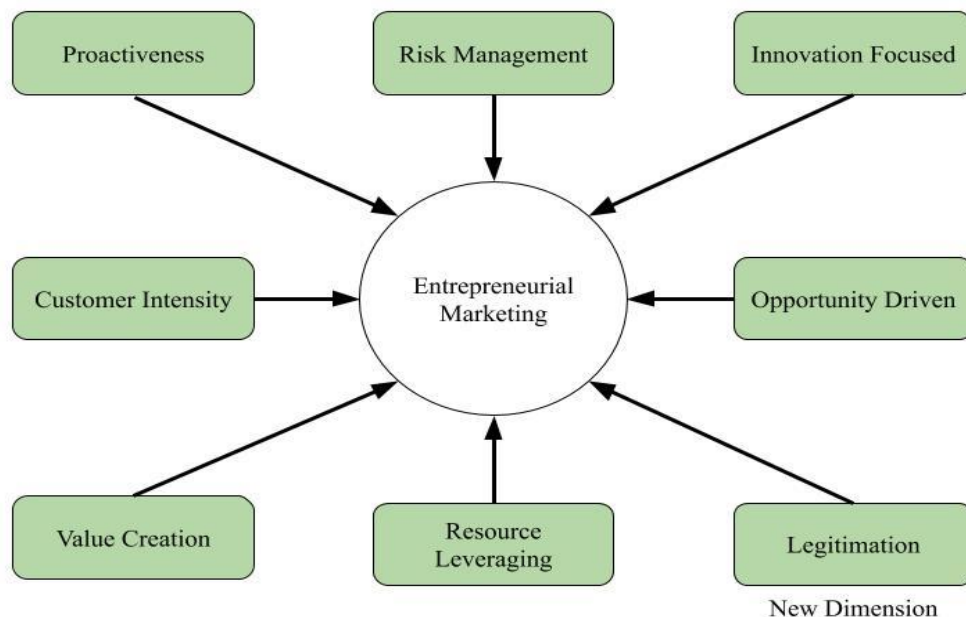 Proactiveness
Risk Management
Innovation Focused
Customer Intensity
Entrepreneurial
Marketing
Opportunity Driven
Value Creation
Resource
Leveraging
Legitimation
New Dimension